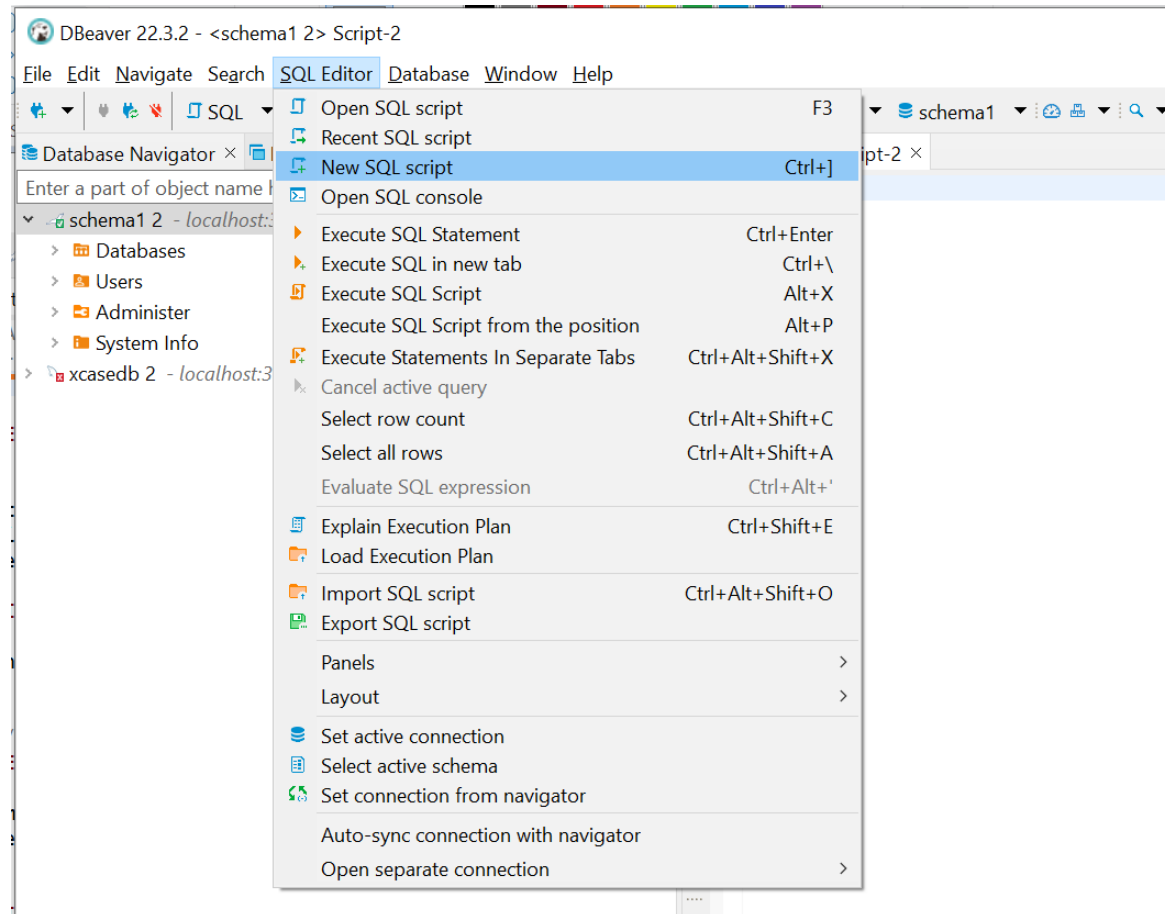 DBeaver 22.3.2 - <schema1 2> Script-2
File Edit Navigate Search SQL Editor Database Window Help
SQL
schema1
Database Navigator ×
ipt-2 ×
Enter a part of object name
schema1 2 - localhost:3
Databases
Users
Administer
System Info
xcasedb 2 - localhost:3
Open SQL script F3
Recent SQL script
New SQL script Ctrl+]
Open SQL console
Execute SQL Statement Ctrl+Enter
Execute SQL in new tab Ctrl+\
Execute SQL Script Alt+X
Execute SQL Script from the position Alt+P
Execute Statements In Separate Tabs Ctrl+Alt+Shift+X
Cancel active query
Select row count Ctrl+Alt+Shift+C
Select all rows Ctrl+Alt+Shift+A
Evaluate SQL expression Ctrl+Alt+'
Explain Execution Plan Ctrl+Shift+E
Load Execution Plan
Import SQL script Ctrl+Alt+Shift+O
Export SQL script
Panels
Layout
Set active connection
Select active schema
Set connection from navigator
Auto-sync connection with navigator
Open separate connection